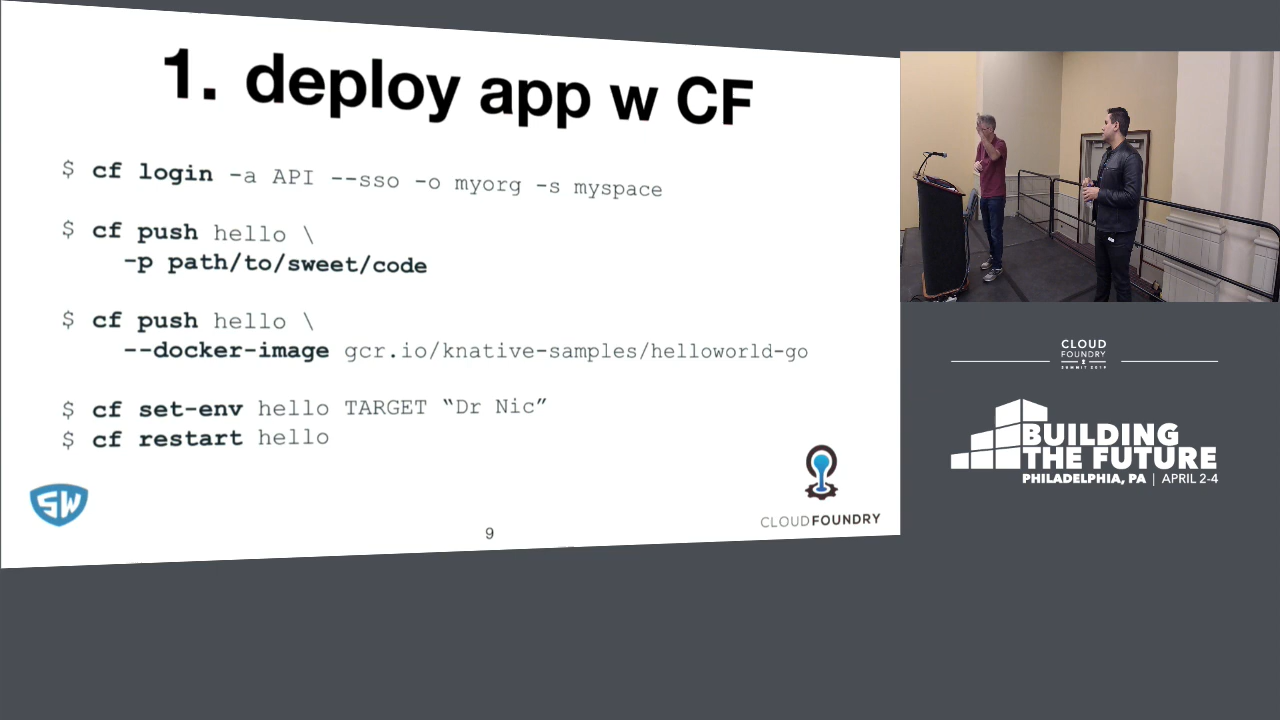 1. deploy app w CF
$ cf login -a API --sso -o myorg -s myspace
$ cf push hello \
-p path/to/sweet/code
$ cf push hello \
--docker-image gcr.io/knative-samples/helloworld-go
$ cf set-env hello TARGET “Dr Nic”
$ cf restart hello
SW
9
CLOUDFOUNDRY
CLOUD
FOUNDRY
SUMMIT 2019
BUILDING
THE FUTURE
PHILADELPHIA, PA | APRIL 2-4